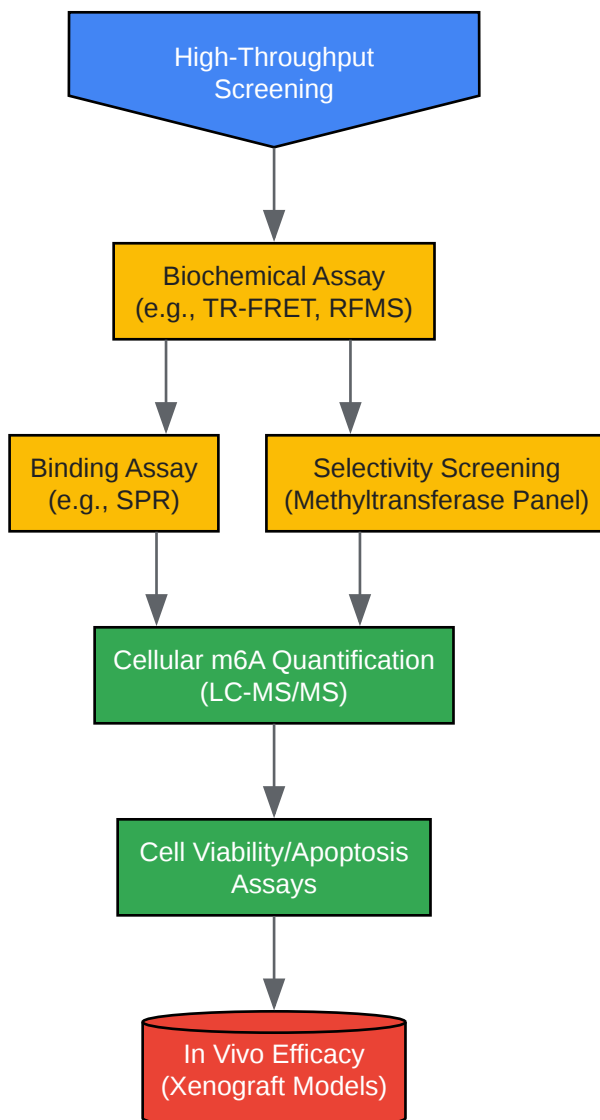 High-Throughput
Screening
Biochemical Assay
(e.g., TR-FRET, RFMS)
Binding Assay
(e.g., SPR)
Selectivity Screening
(Methyltransferase Panel)
Cellular m6A Quantification
(LC-MS/MS)
Cell Viability/Apoptosis
Assays
In Vivo Efficacy
(Xenograft Models)